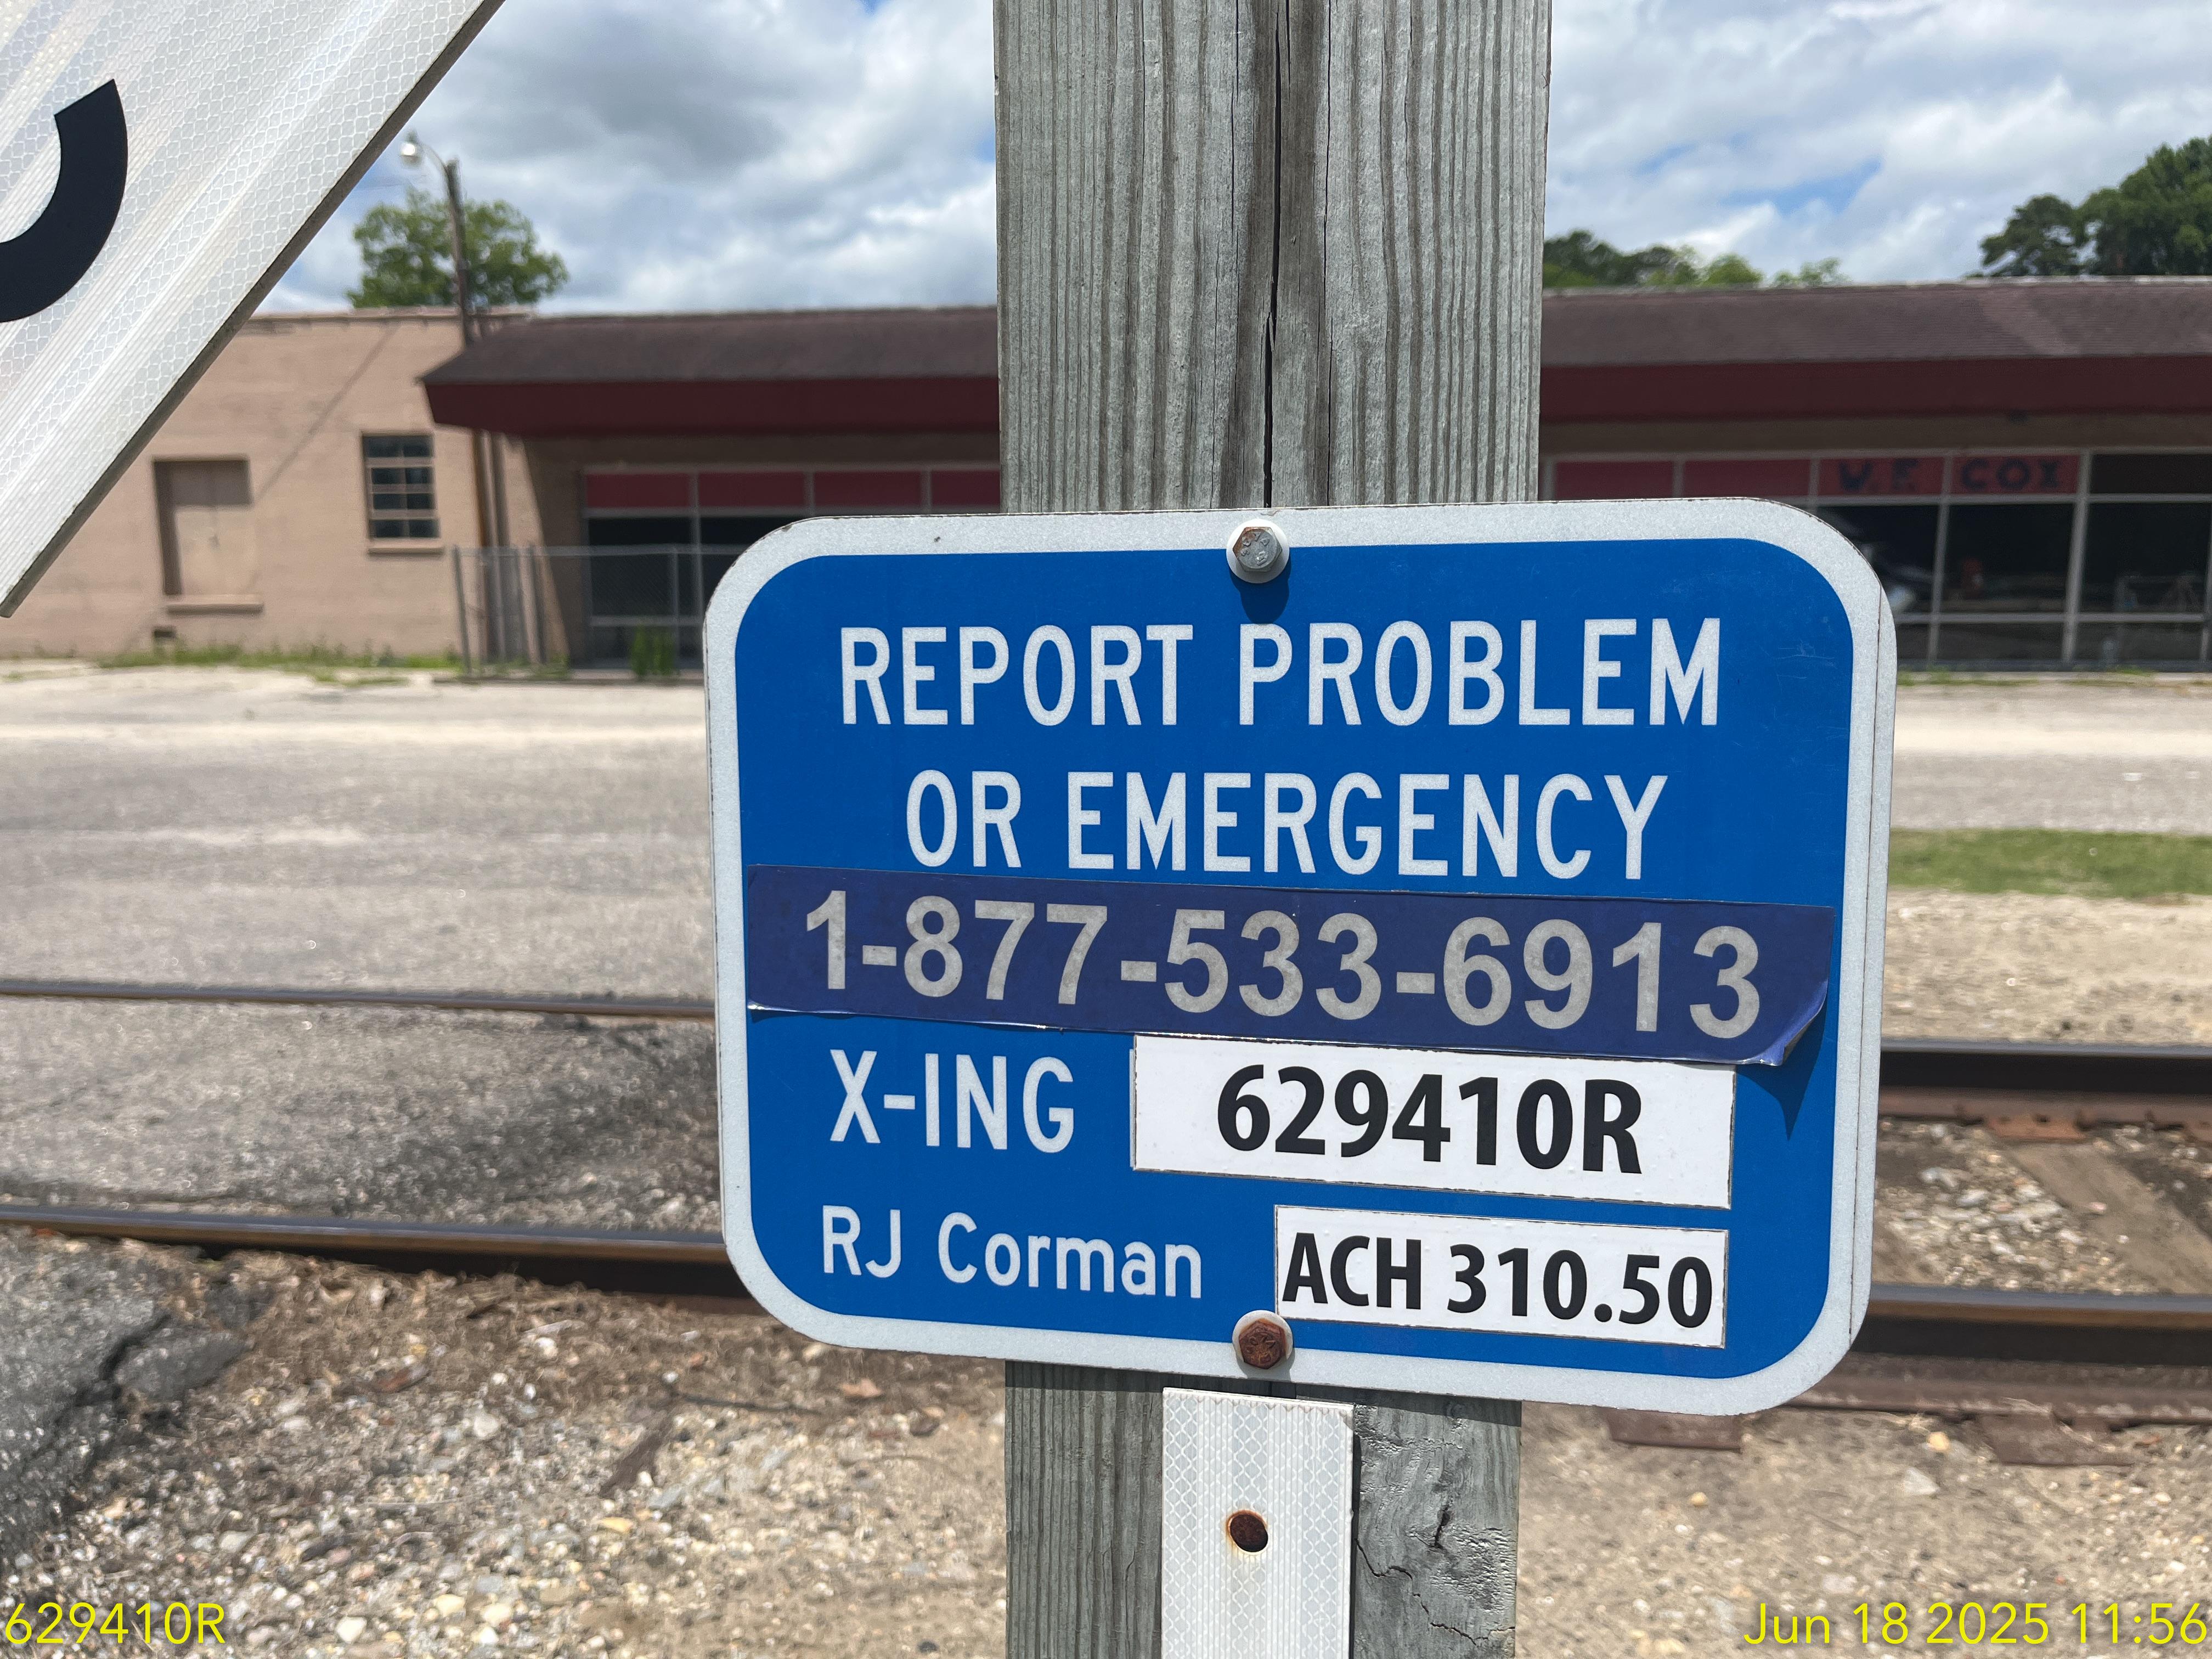 W.F. COX
REPORT PROBLEM
OR EMERGENCY
1-877-533-6913
X-ING 629410R
RJ Corman ACH 310.50
629410R
Jun 18 2025 11:56